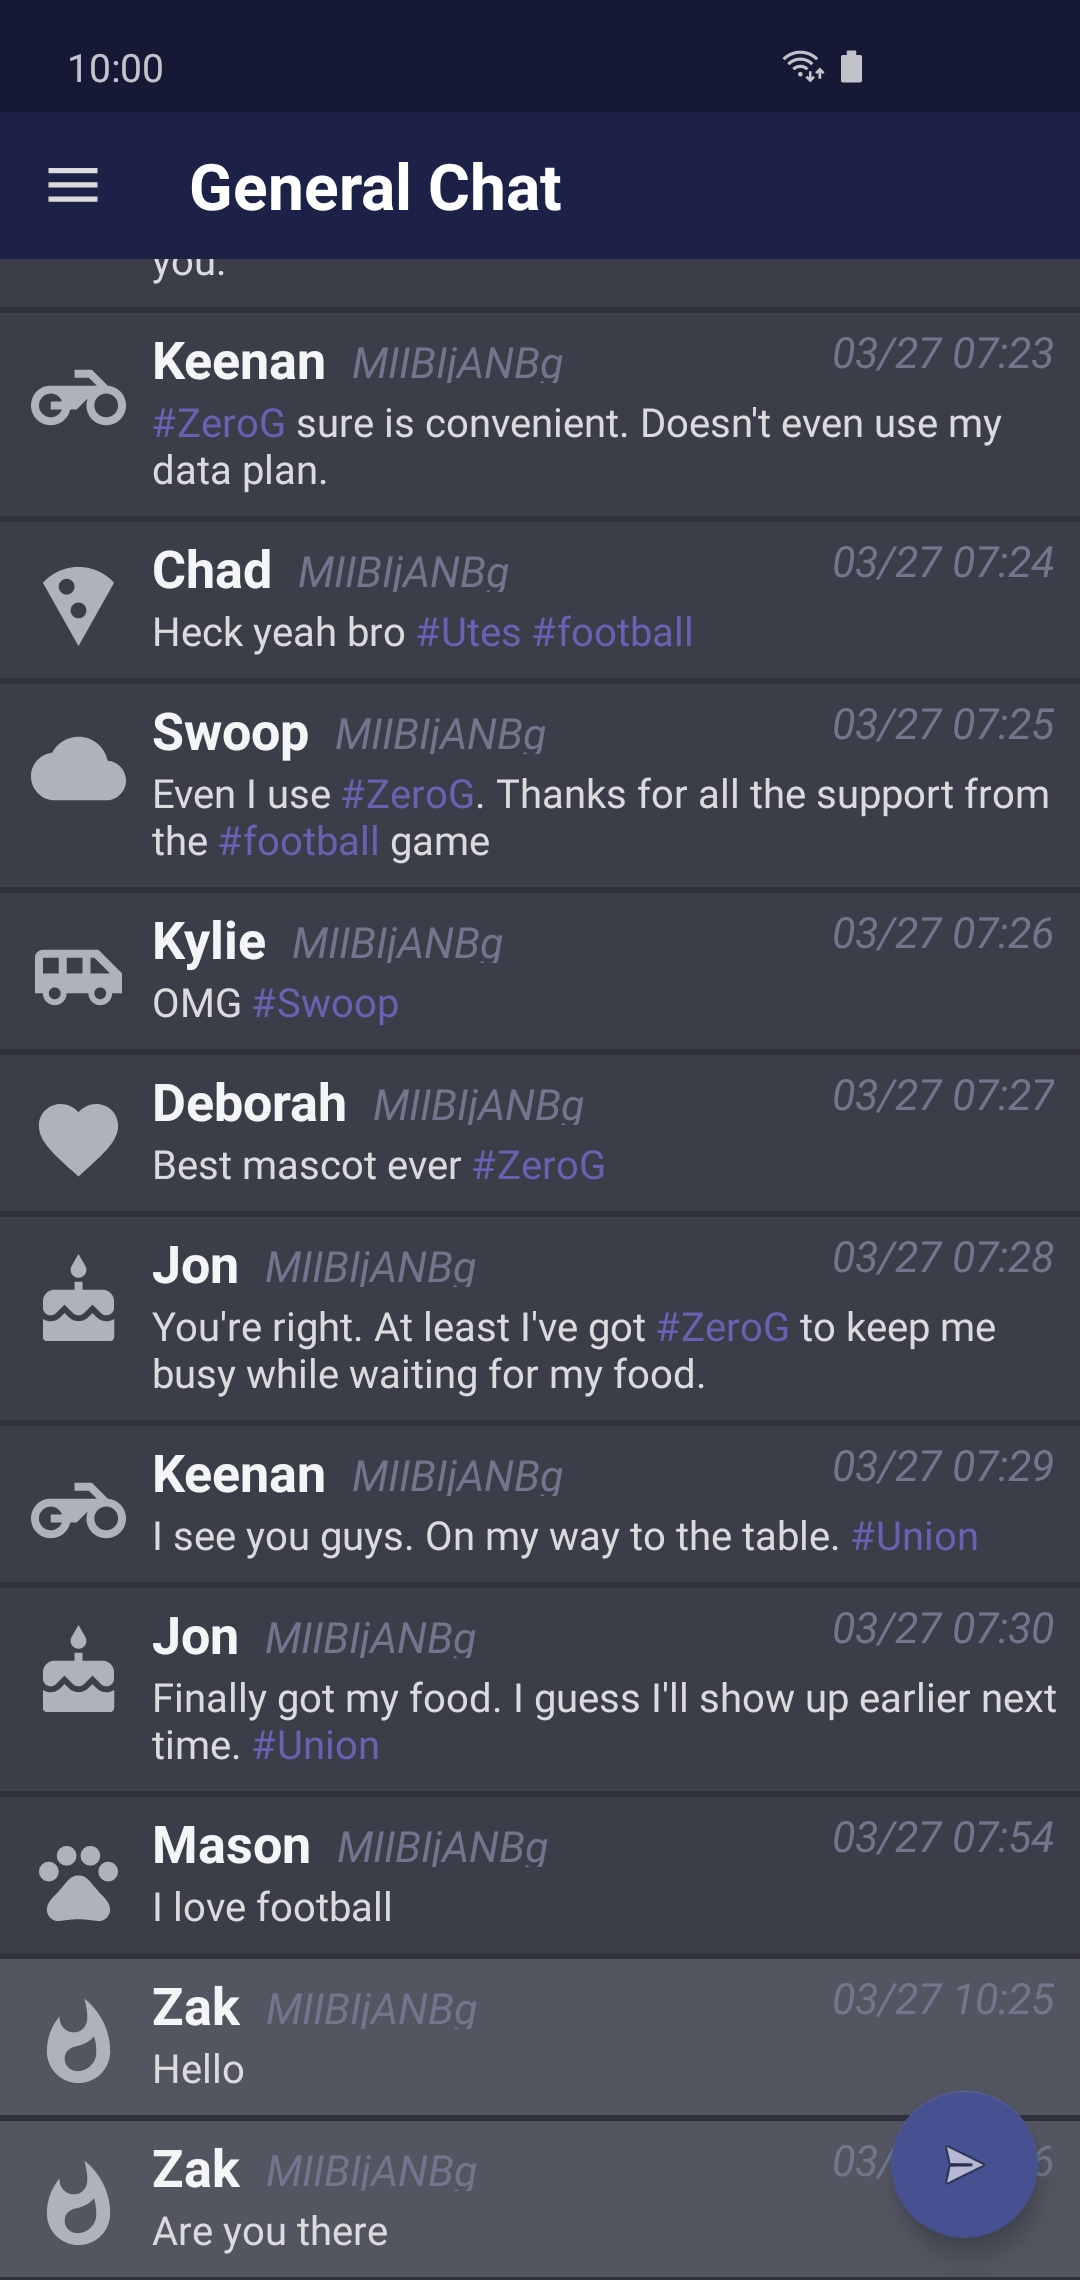 10:00
General Chat
you.
Keenan MIIBIjANBg 03/27 07:23
#ZeroG sure is convenient. Doesn't even use my
data plan.
Chad MIIBIjANBg 03/27 07:24
Heck yeah bro #Utes #football
Swoop MIIBIjANBg 03/27 07:25
Even I use #ZeroG. Thanks for all the support from
the #football game
Kylie MIIBIjANBg 03/27 07:26
OMG #Swoop
Deborah MIIBIjANBg 03/27 07:27
Best mascot ever #ZeroG
Jon MIIBIjANBg 03/27 07:28
You're right. At least I've got #ZeroG to keep me
busy while waiting for my food.
Keenan MIIBIjANBg 03/27 07:29
I see you guys. On my way to the table. #Union
Jon MIIBIjANBg 03/27 07:30
Finally got my food. I guess I'll show up earlier next
time. #Union
Mason MIIBIjANBg 03/27 07:54
I love football
Zak MIIBIjANBg 03/27 10:25
Hello
Zak MIIBIjANBg
Are you there